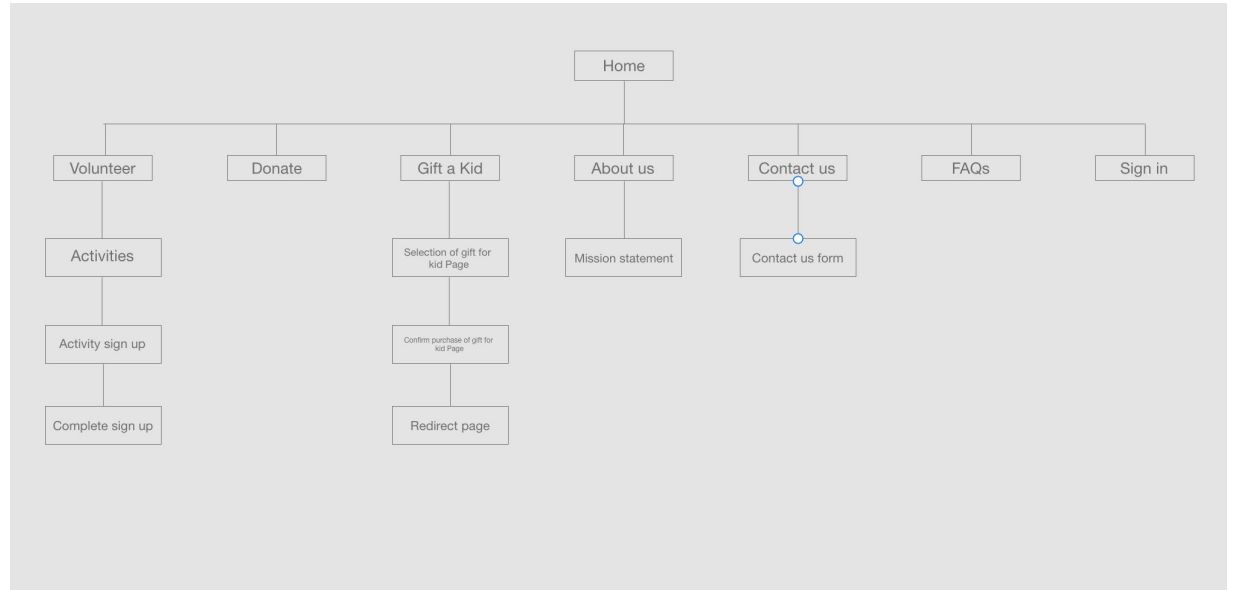 Home
Volunteer
Donate
Gift a Kid
About us
Contact us
FAQs
Sign in
Activities
Selection of gift for
kid Page
Mission statement
Contact us form
Activity sign up
Confirm purchase of gift for
kid Page
Complete sign up
Redirect page